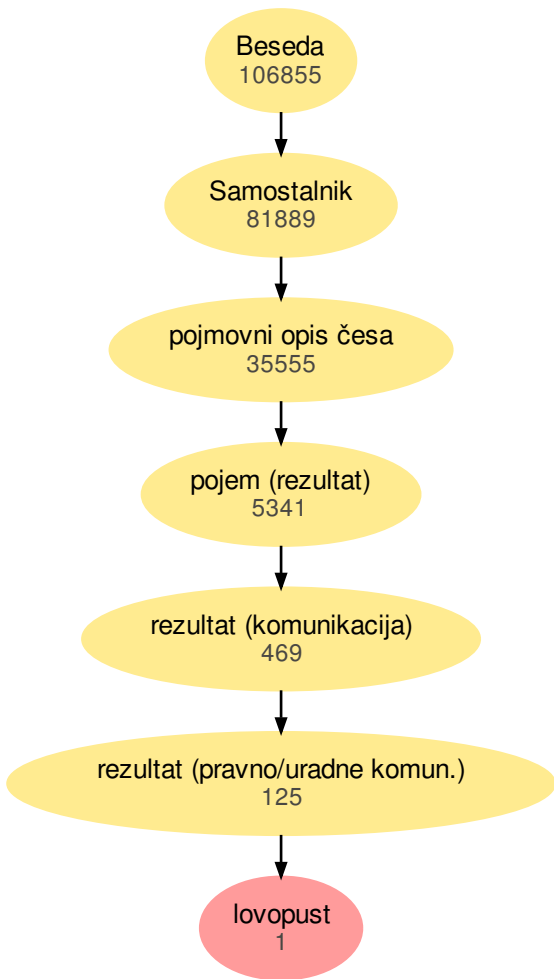 Beseda
106855
Samostalnik
81889
pojmovni opis česa
35555
pojem (rezultat)
5341
rezultat (komunikacija)
469
rezultat (pravno/uradne komun.)
125
lovopust
1